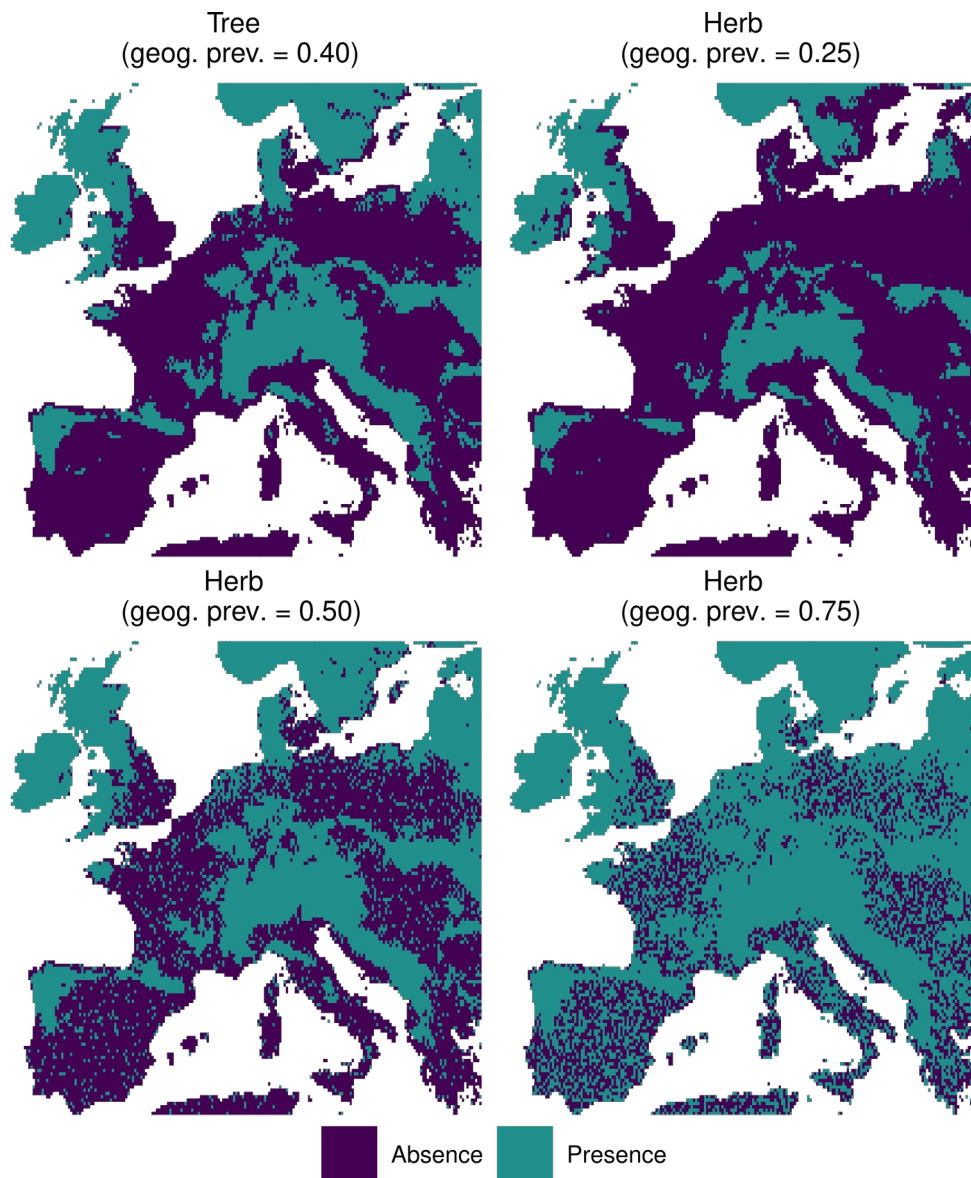 Tree
(geog. prev. = 0.40)
Herb
(geog. prev. = 0.25)
Herb
(geog. prev. = 0.50)
Herb
(geog. prev. = 0.75)
Absence
Presence